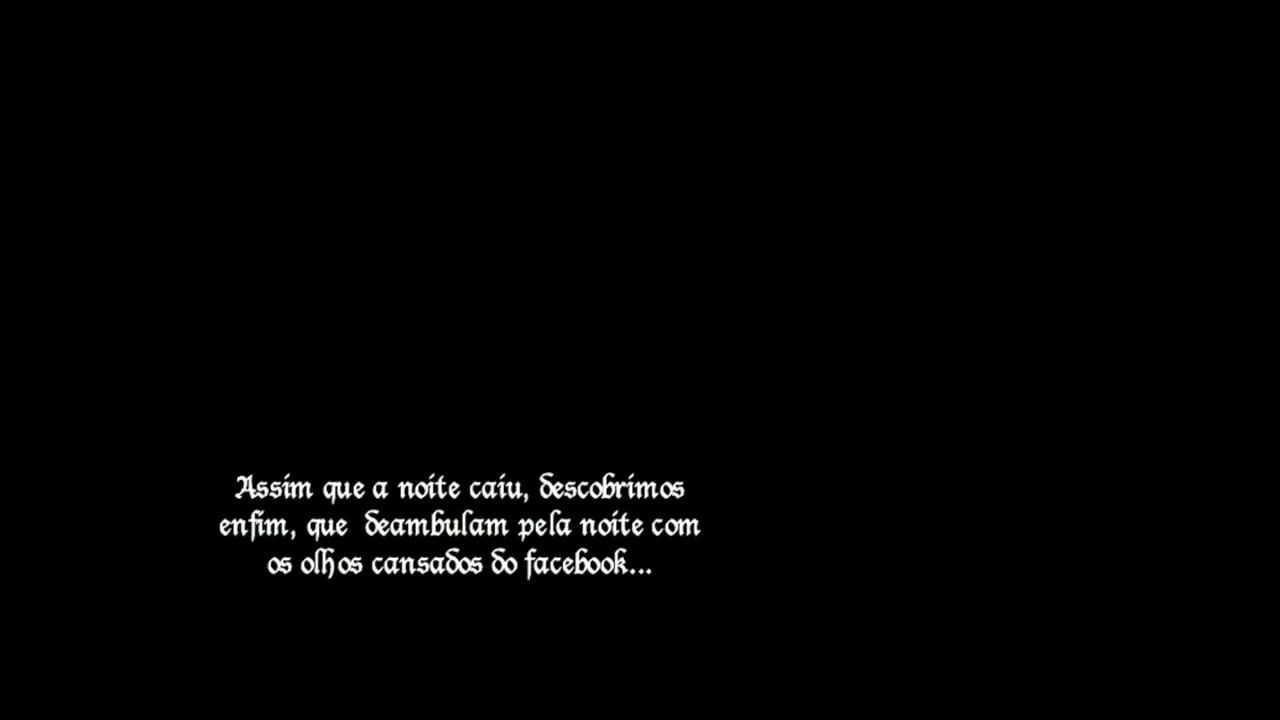 Assim que a noite caiu, descobrimos
enfim, que deambulam pela noite com
os olhos cansados do facebook...